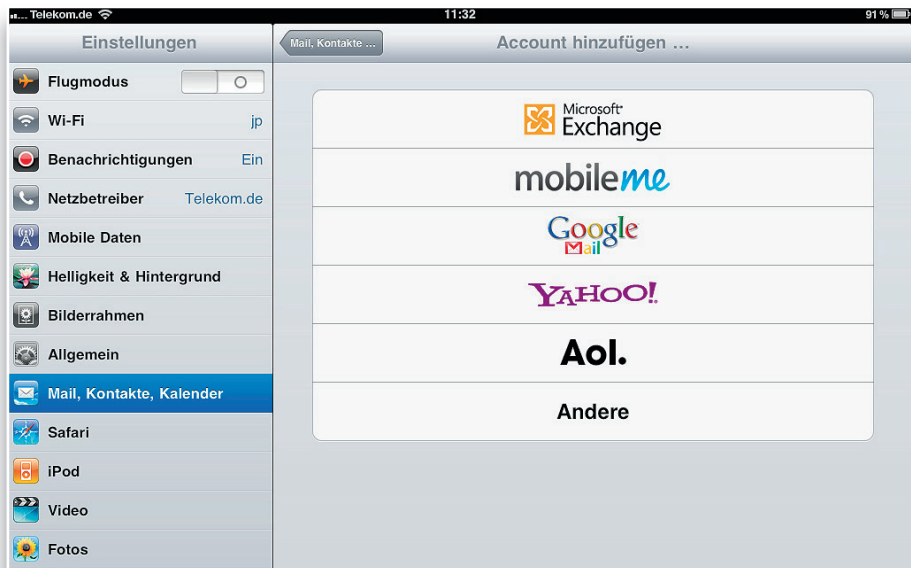 ... Telekom.de 11:32 91 %
Einstellungen
Mail, Kontakte ...
Account hinzufügen ...
Flugmodus
Wi-Fi jp
Benachrichtigungen Ein
Netzbetreiber Telekom.de
Mobile Daten
Helligkeit & Hintergrund
Bilderrahmen
Allgemein
Mail, Kontakte, Kalender
Safari
iPod
Video
Fotos
Microsoft
Exchange
mobileme
Google
Mail
YAHOO!
Aol.
Andere